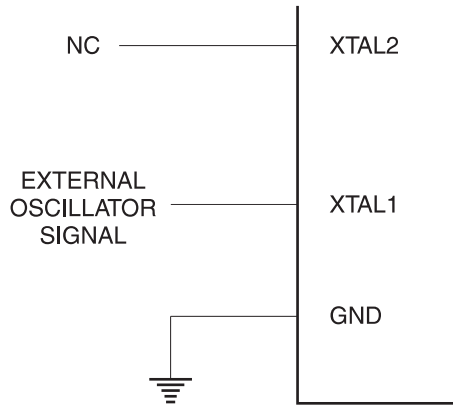 NC
XTAL2
EXTERNAL
OSCILLATOR
SIGNAL
XTAL1
GND